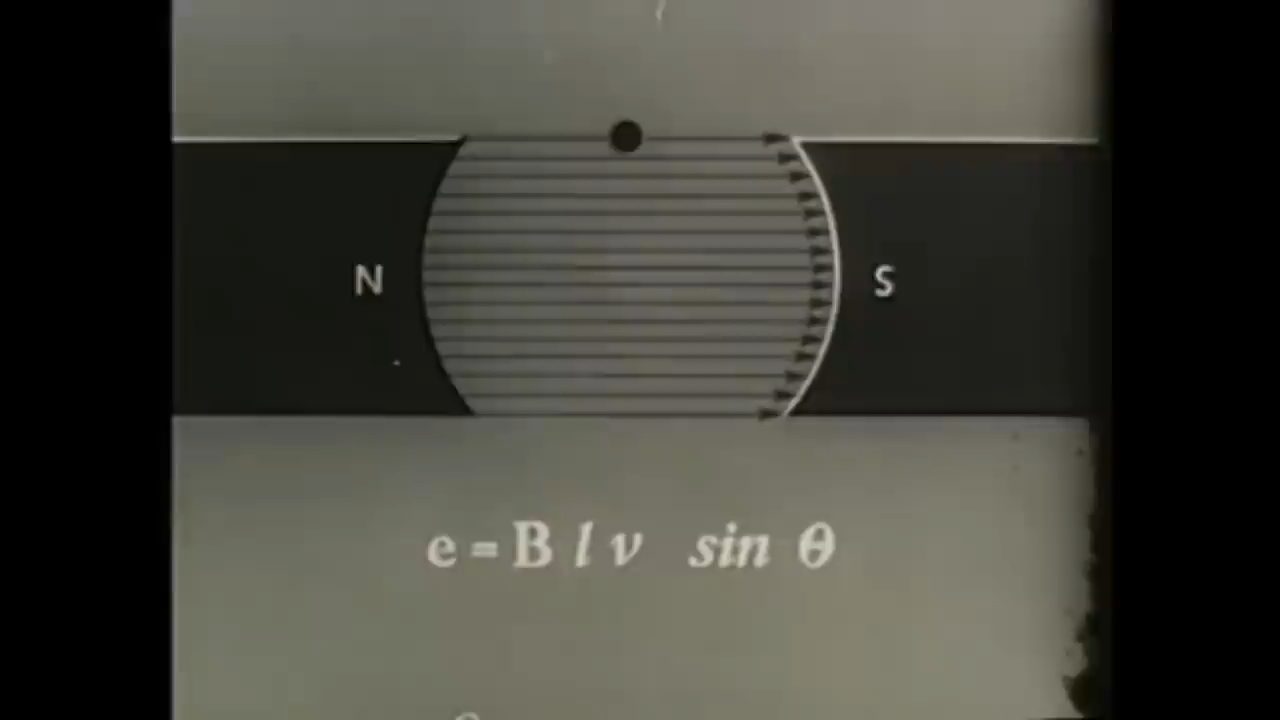 N S
e = B l v sin θ